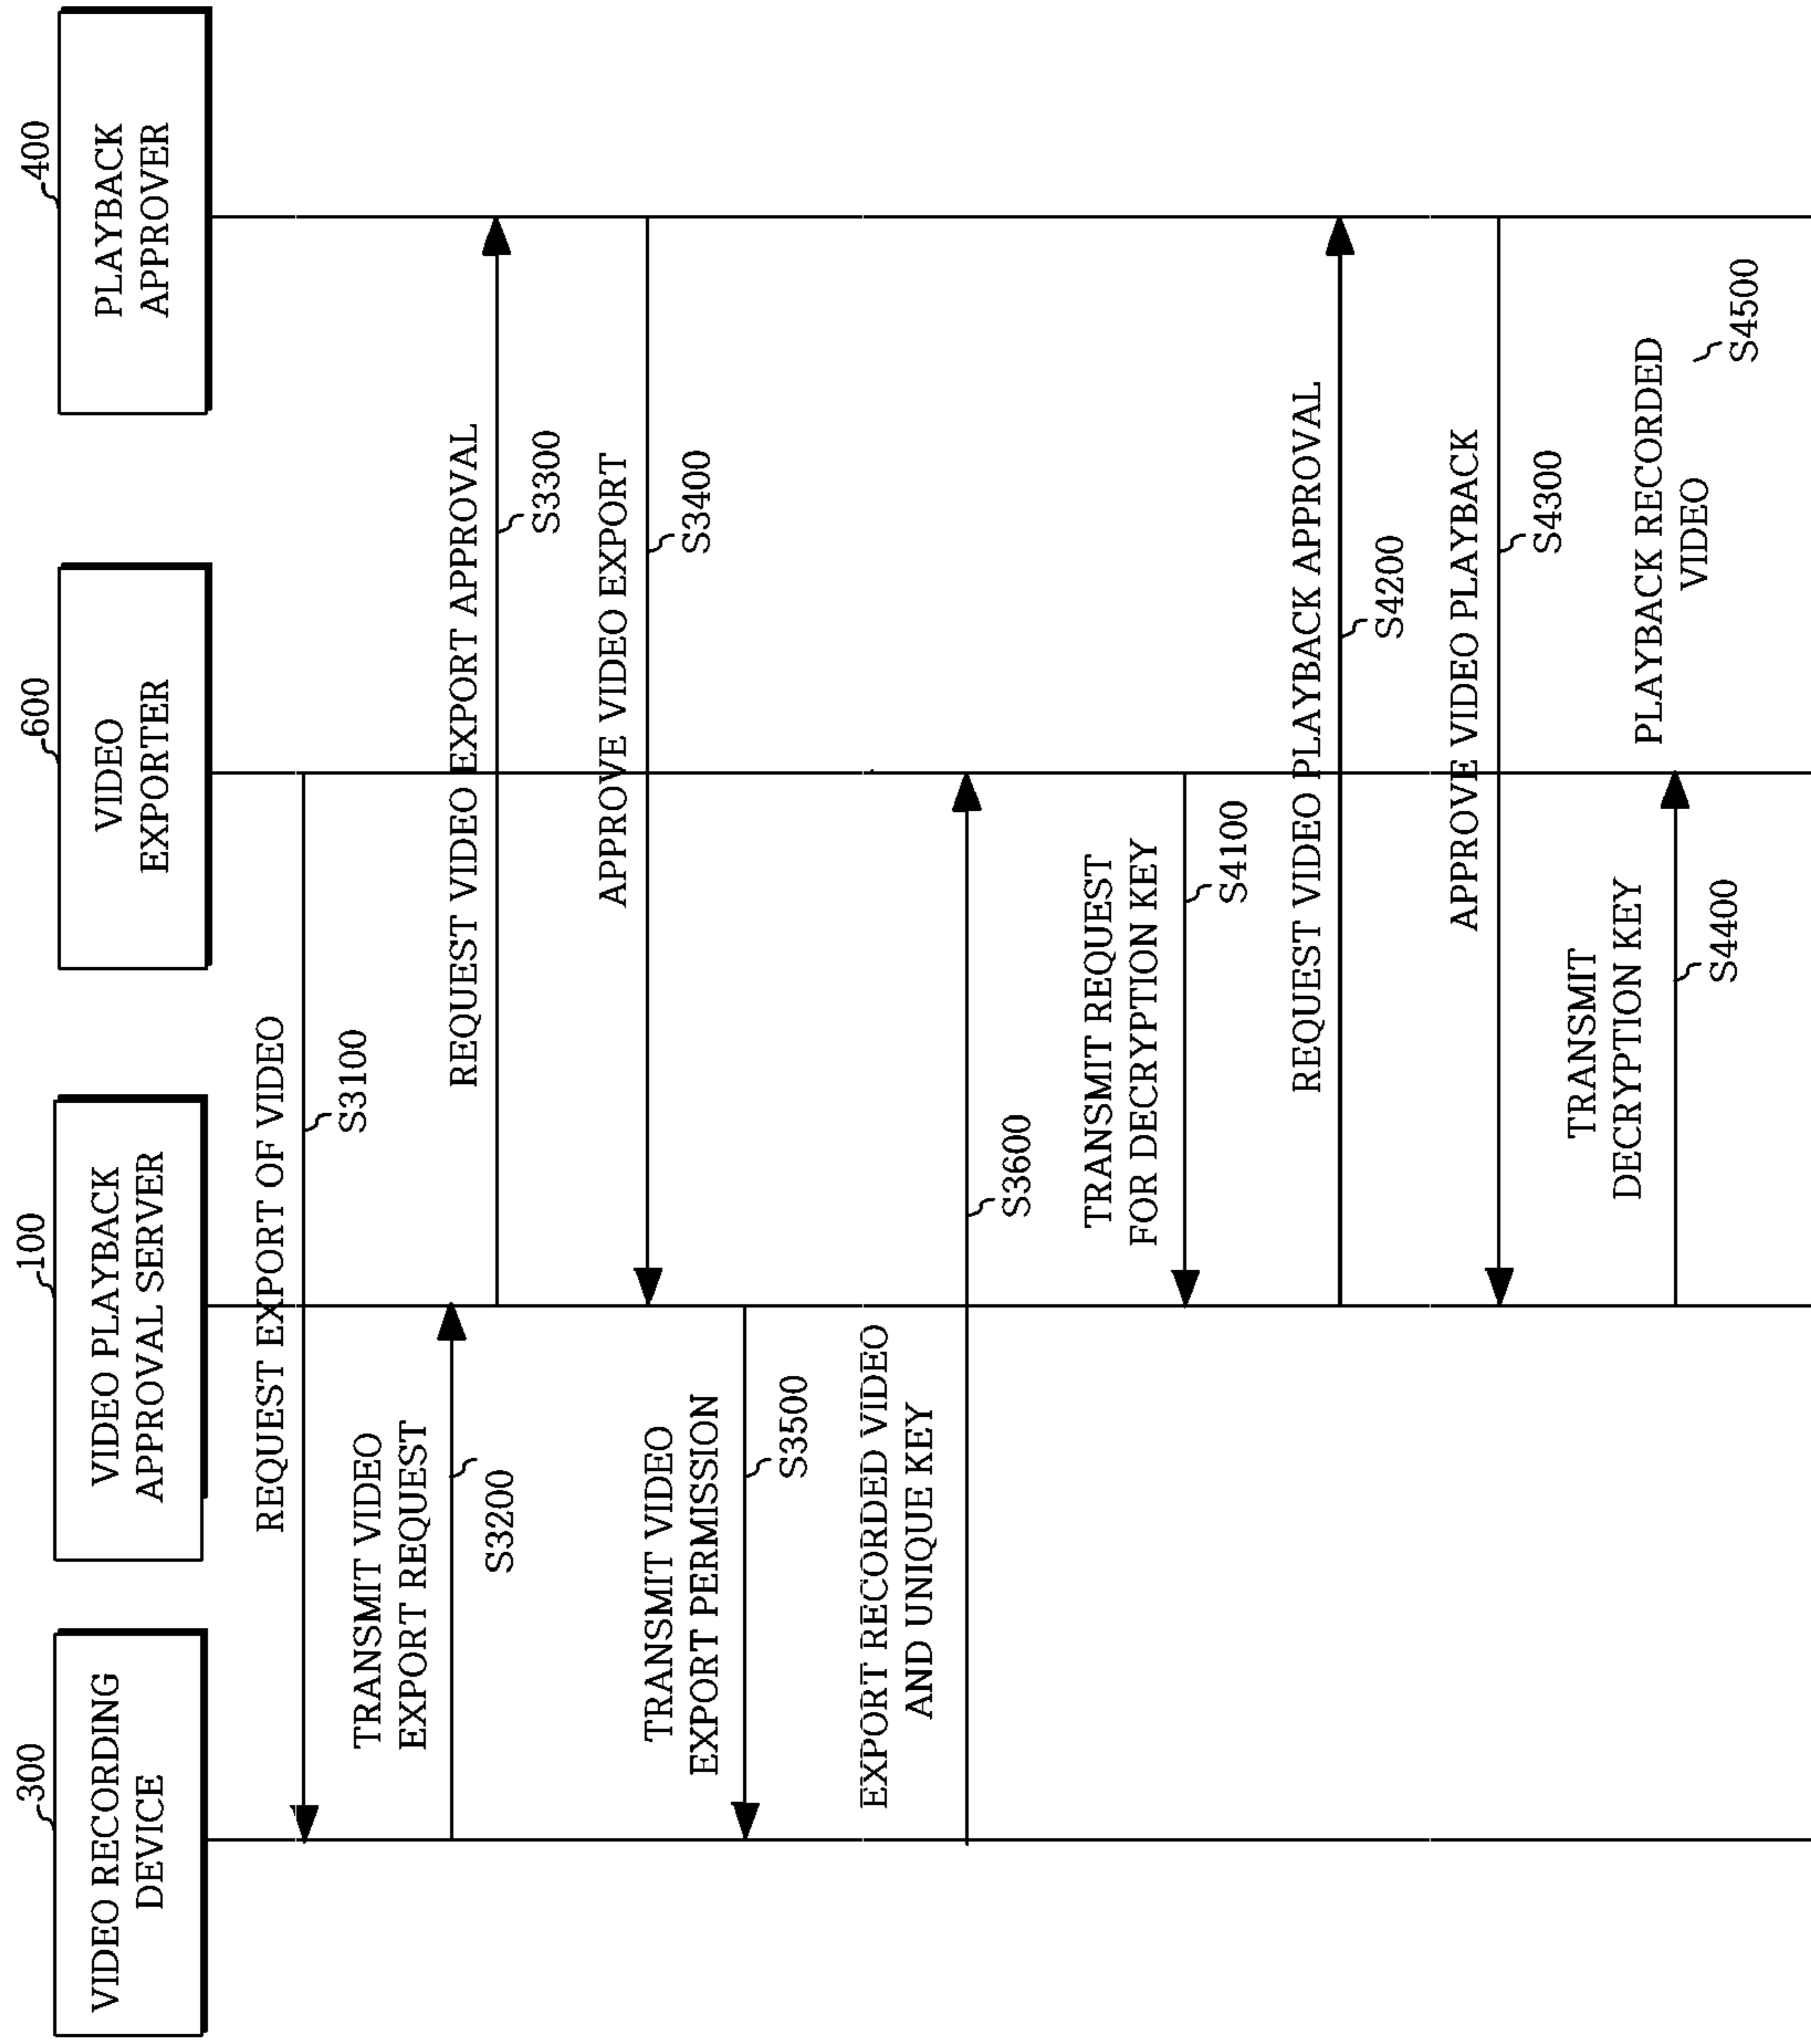 300
VIDEO RECORDING
DEVICE
100
VIDEO PLAYBACK
APPROVAL SERVER
600
VIDEO
EXPORTER
400
PLAYBACK
APPROVER
REQUEST EXPORT OF VIDEO
S3100
TRANSMIT VIDEO
EXPORT REQUEST
S3200
REQUEST VIDEO EXPORT APPROVAL
S3300
APPROVE VIDEO EXPORT
S3400
TRANSMIT VIDEO
EXPORT PERMISSION
S3500
EXPORT RECORDED VIDEO
AND UNIQUE KEY
S3600
TRANSMIT REQUEST
FOR DECRYPTION KEY
S4100
REQUEST VIDEO PLAYBACK APPROVAL
S4200
APPROVE VIDEO PLAYBACK
S4300
TRANSMIT
DECRYPTION KEY
S4400
PLAYBACK RECORDED
VIDEO
S4500